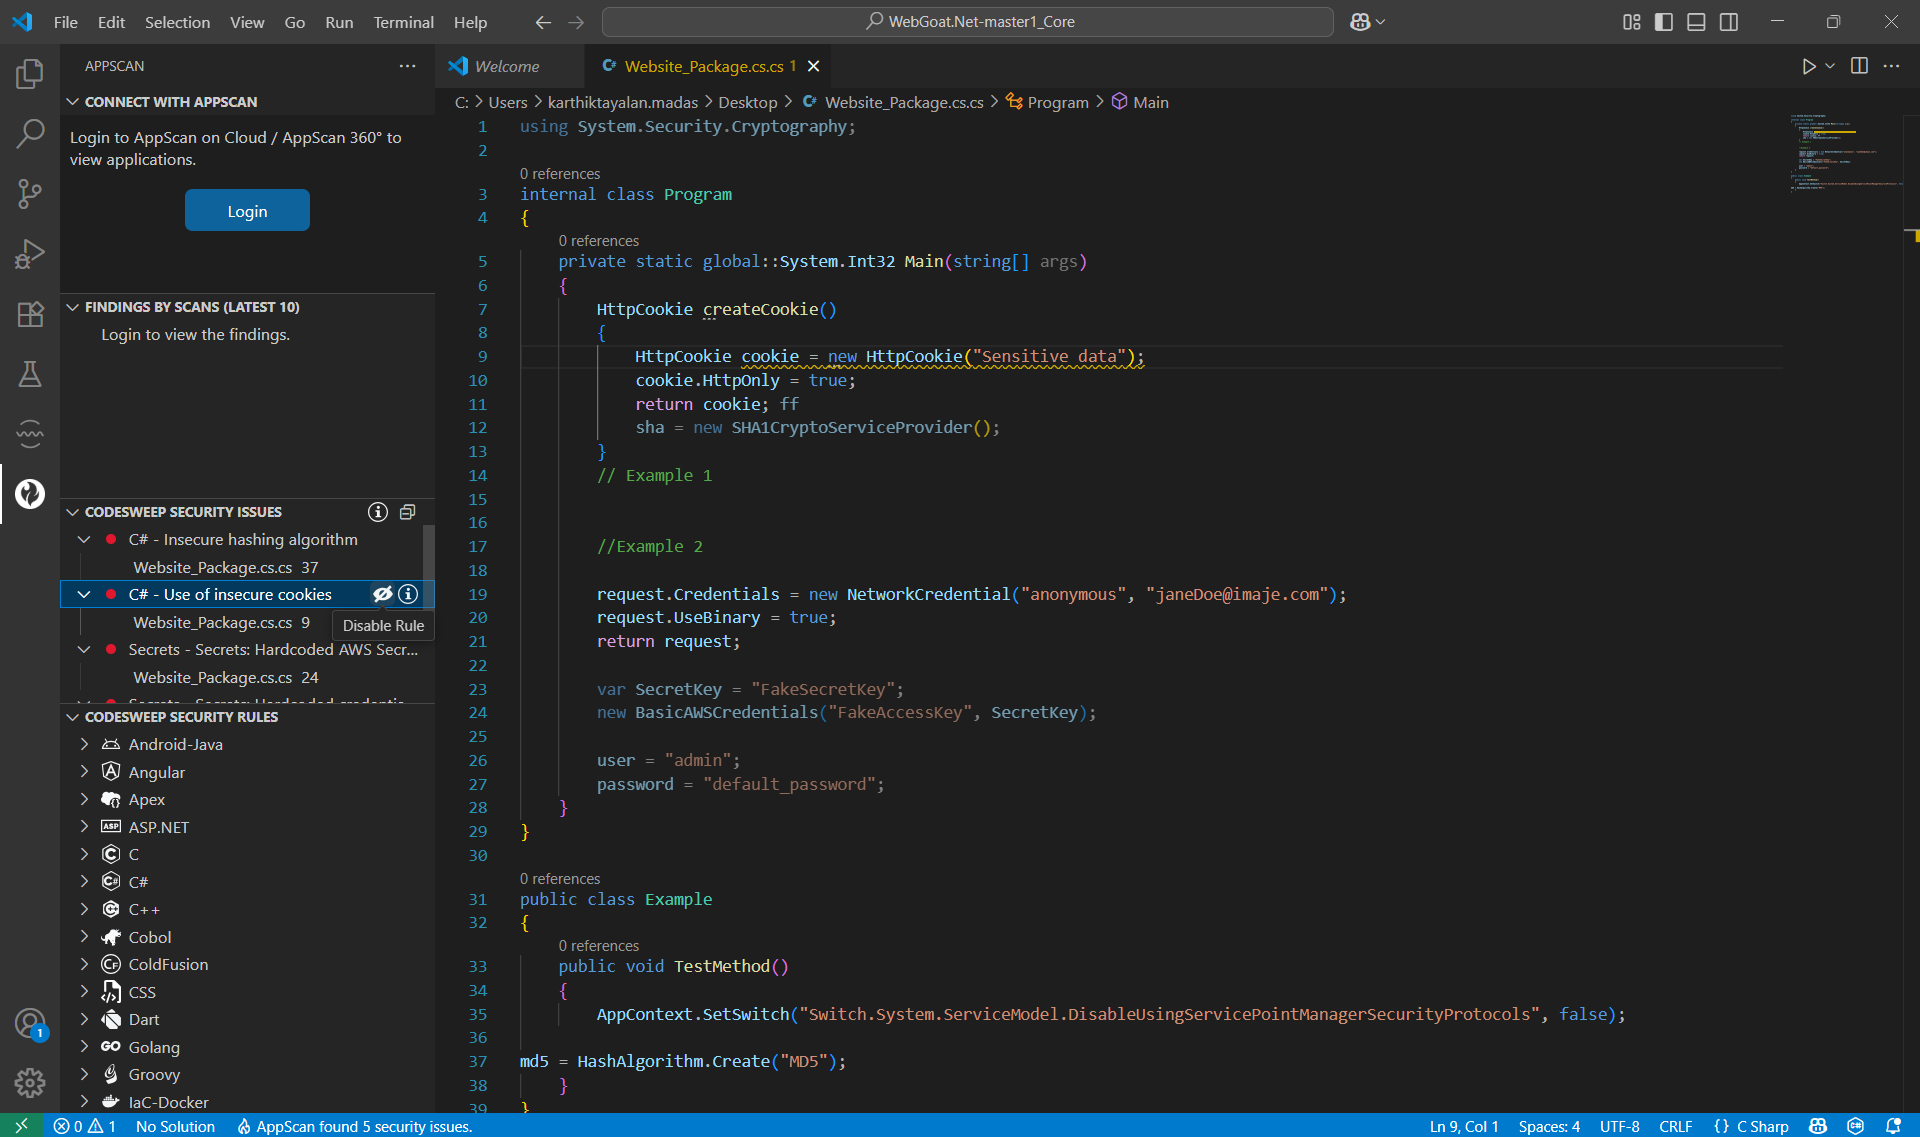 File Edit Selection View Go Run Terminal Help
WebGoat.Net-master1_Core
APPSCAN
CONNECT WITH APPSCAN
Login to AppScan on Cloud / AppScan 360° to
view applications.
Login
FINDINGS BY SCANS (LATEST 10)
Login to view the findings.
CODESWEEP SECURITY ISSUES
C# - Insecure hashing algorithm
Website_Package.cs.cs 37
C# - Use of insecure cookies
Website_Package.cs.cs 9
Disable Rule
Secrets - Secrets: Hardcoded AWS Secr...
Website_Package.cs.cs 24
CODESWEEP SECURITY RULES
Android-Java
Angular
Apex
ASP ASP.NET
C
C#
C++
Cobol
ColdFusion
CSS
Dart
GO Golang
Groovy
IaC-Docker
1
Welcome
C# Website_Package.cs.cs 1
C: > Users > karthiktayalan.madas > Desktop > C# Website_Package.cs.cs > Program > Main
1 using System.Security.Cryptography;
2
0 references
3 internal class Program
4 {
0 references
5 private static global::System.Int32 Main(string[] args)
6 {
7 HttpCookie createCookie()
8 {
9 HttpCookie cookie = new HttpCookie("Sensitive data");
10 cookie.HttpOnly = true;
11 return cookie; ff
12 sha = new SHA1CryptoServiceProvider();
13 }
14 // Example 1
15
16
17 //Example 2
18
19 request.Credentials = new NetworkCredential("anonymous", "janeDoe@imaje.com");
20 request.UseBinary = true;
21 return request;
22
23 var SecretKey = "FakeSecretKey";
24 new BasicAWSCredentials("FakeAccessKey", SecretKey);
25
26 user = "admin";
27 password = "default_password";
28 }
29 }
30
0 references
31 public class Example
32 {
0 references
33 public void TestMethod()
34 {
35 AppContext.SetSwitch("Switch.System.ServiceModel.DisableUsingServicePointManagerSecurityProtocols", false);
36
37 md5 = HashAlgorithm.Create("MD5");
38 }
39 }
0 1 No Solution AppScan found 5 security issues.
Ln 9, Col 1 Spaces: 4 UTF-8 CRLF {} C Sharp